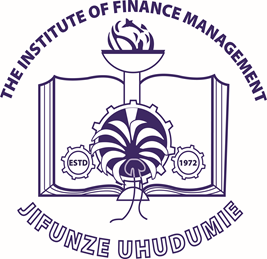 THE INSTITUTE OF FINANCE MANAGEMENT
ESTD
1972
JIFUNZE UHUDUMIE